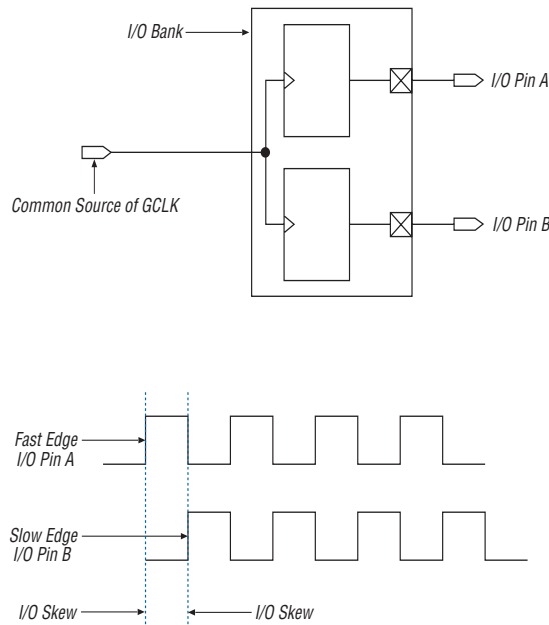 I/O Bank
I/O Pin A
Common Source of GCLK
I/O Pin B
Fast Edge
I/O Pin A
Slow Edge
I/O Pin B
I/O Skew
I/O Skew